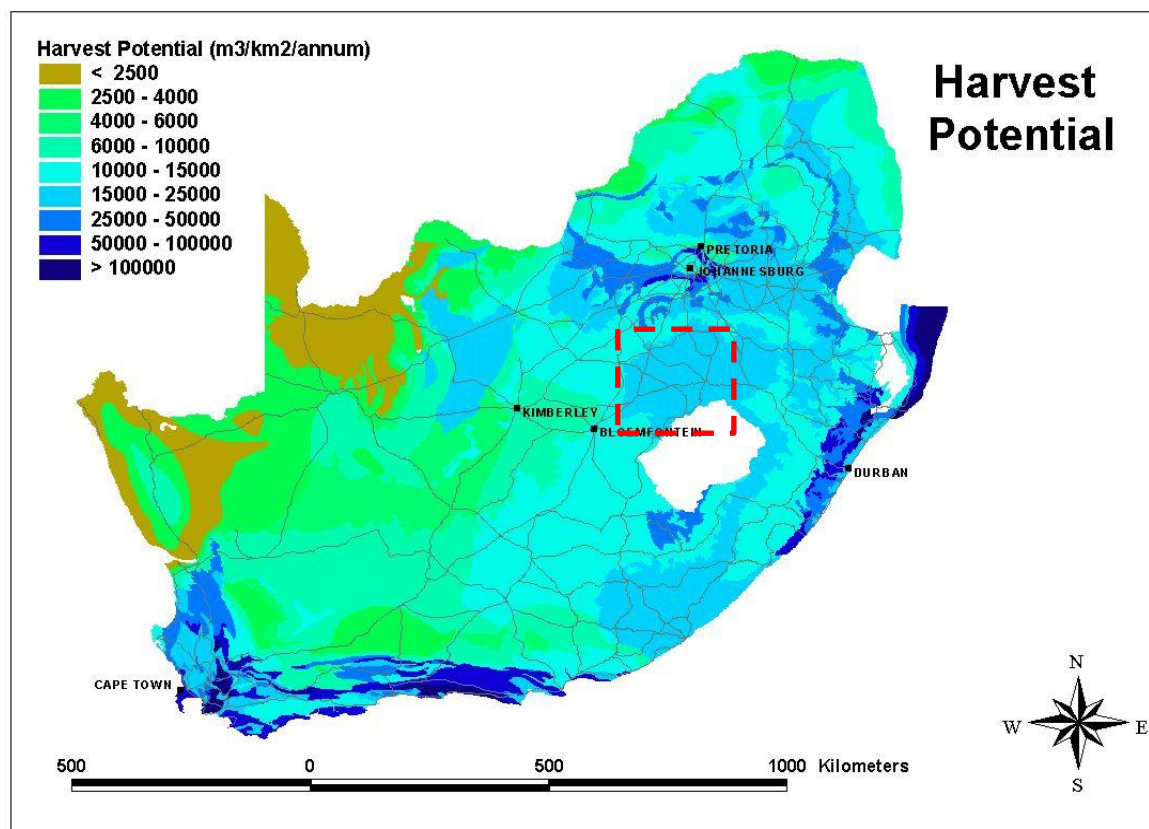 Harvest Potential (m3/km2/annum)
< 2500
2500 - 4000
4000 - 6000
6000 - 10000
10000 - 15000
15000 - 25000
25000 - 50000
50000 - 100000
> 100000
Harvest
Potential
PRETORIA
JOHANNESBURG
KIMBERLEY
BLOEMFONTEIN
DURBAN
CAPE TOWN
N
W
E
S
500
0
500
1000 Kilometers